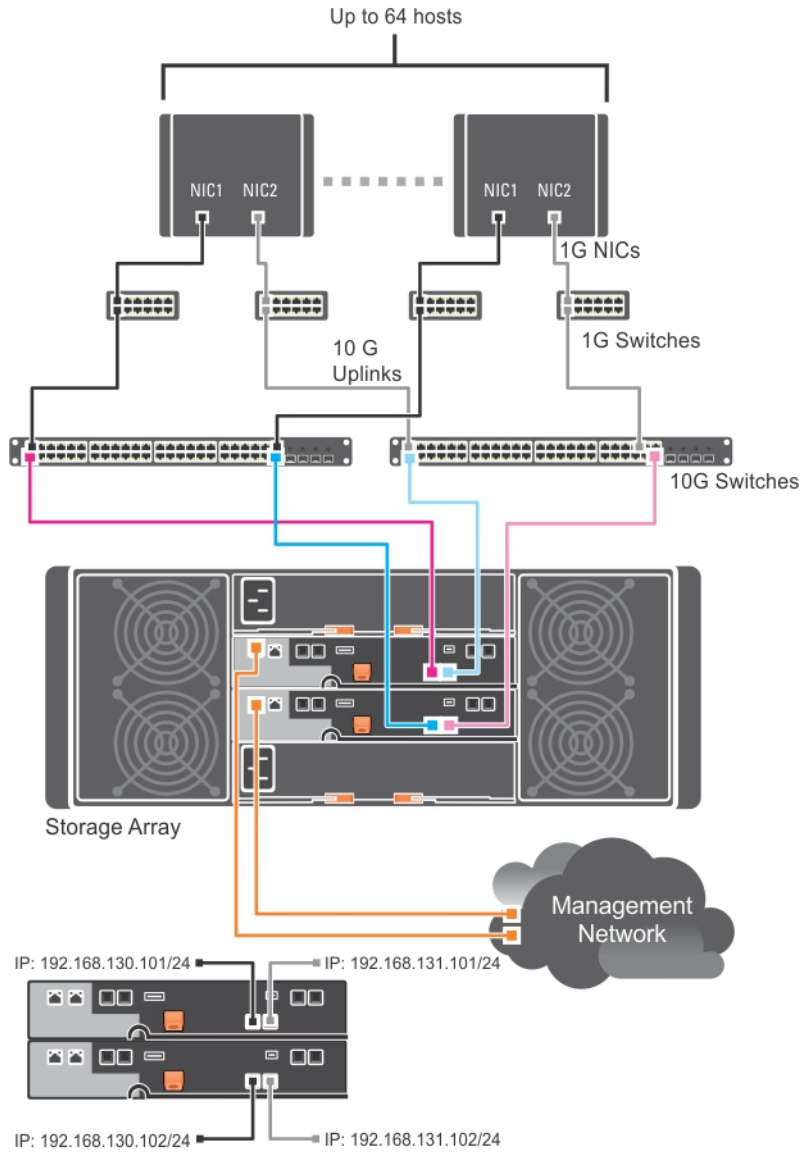 Up to 64 hosts
NIC1 NIC2
NIC1 NIC2
1G NICs
1G Switches
10 G
Uplinks
10G Switches
Storage Array
Management
Network
IP: 192.168.130.101/24
IP: 192.168.131.101/24
IP: 192.168.130.102/24
IP: 192.168.131.102/24